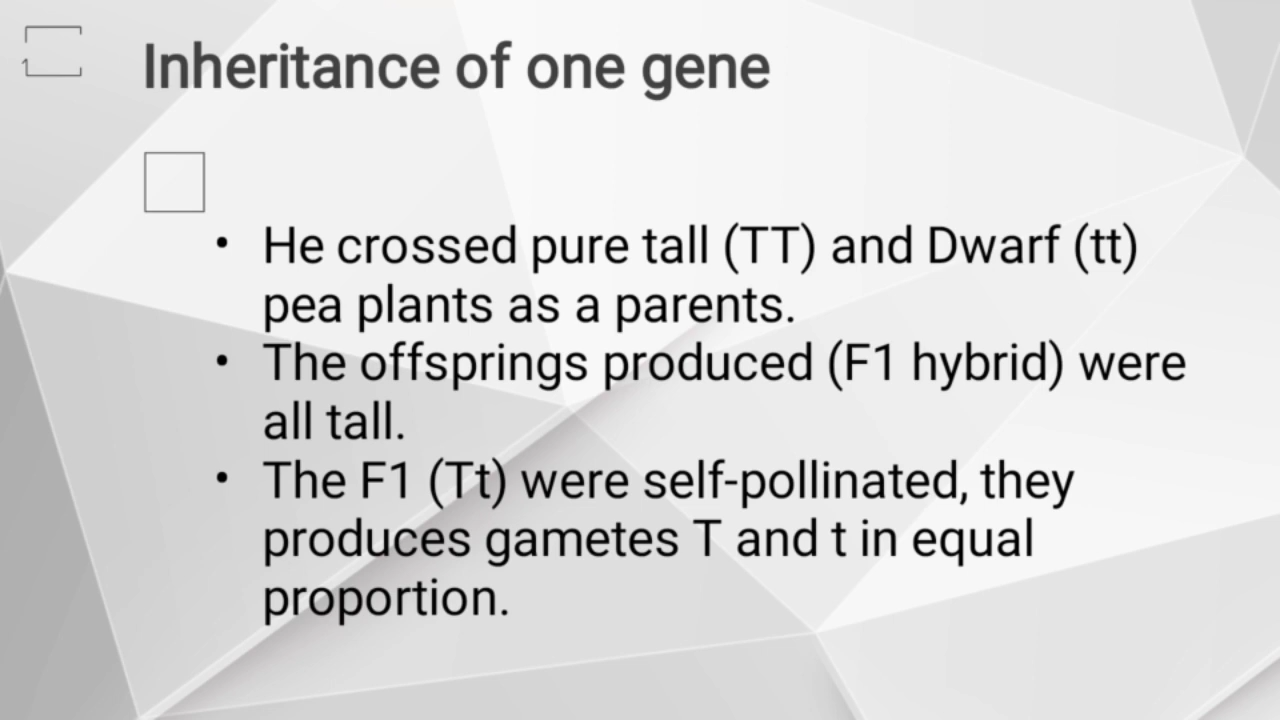 Inheritance of one gene
• He crossed pure tall (TT) and Dwarf (tt)
pea plants as a parents.
• The offsprings produced (F1 hybrid) were
all tall.
• The F1 (Tt) were self-pollinated, they
produces gametes T and t in equal
proportion.